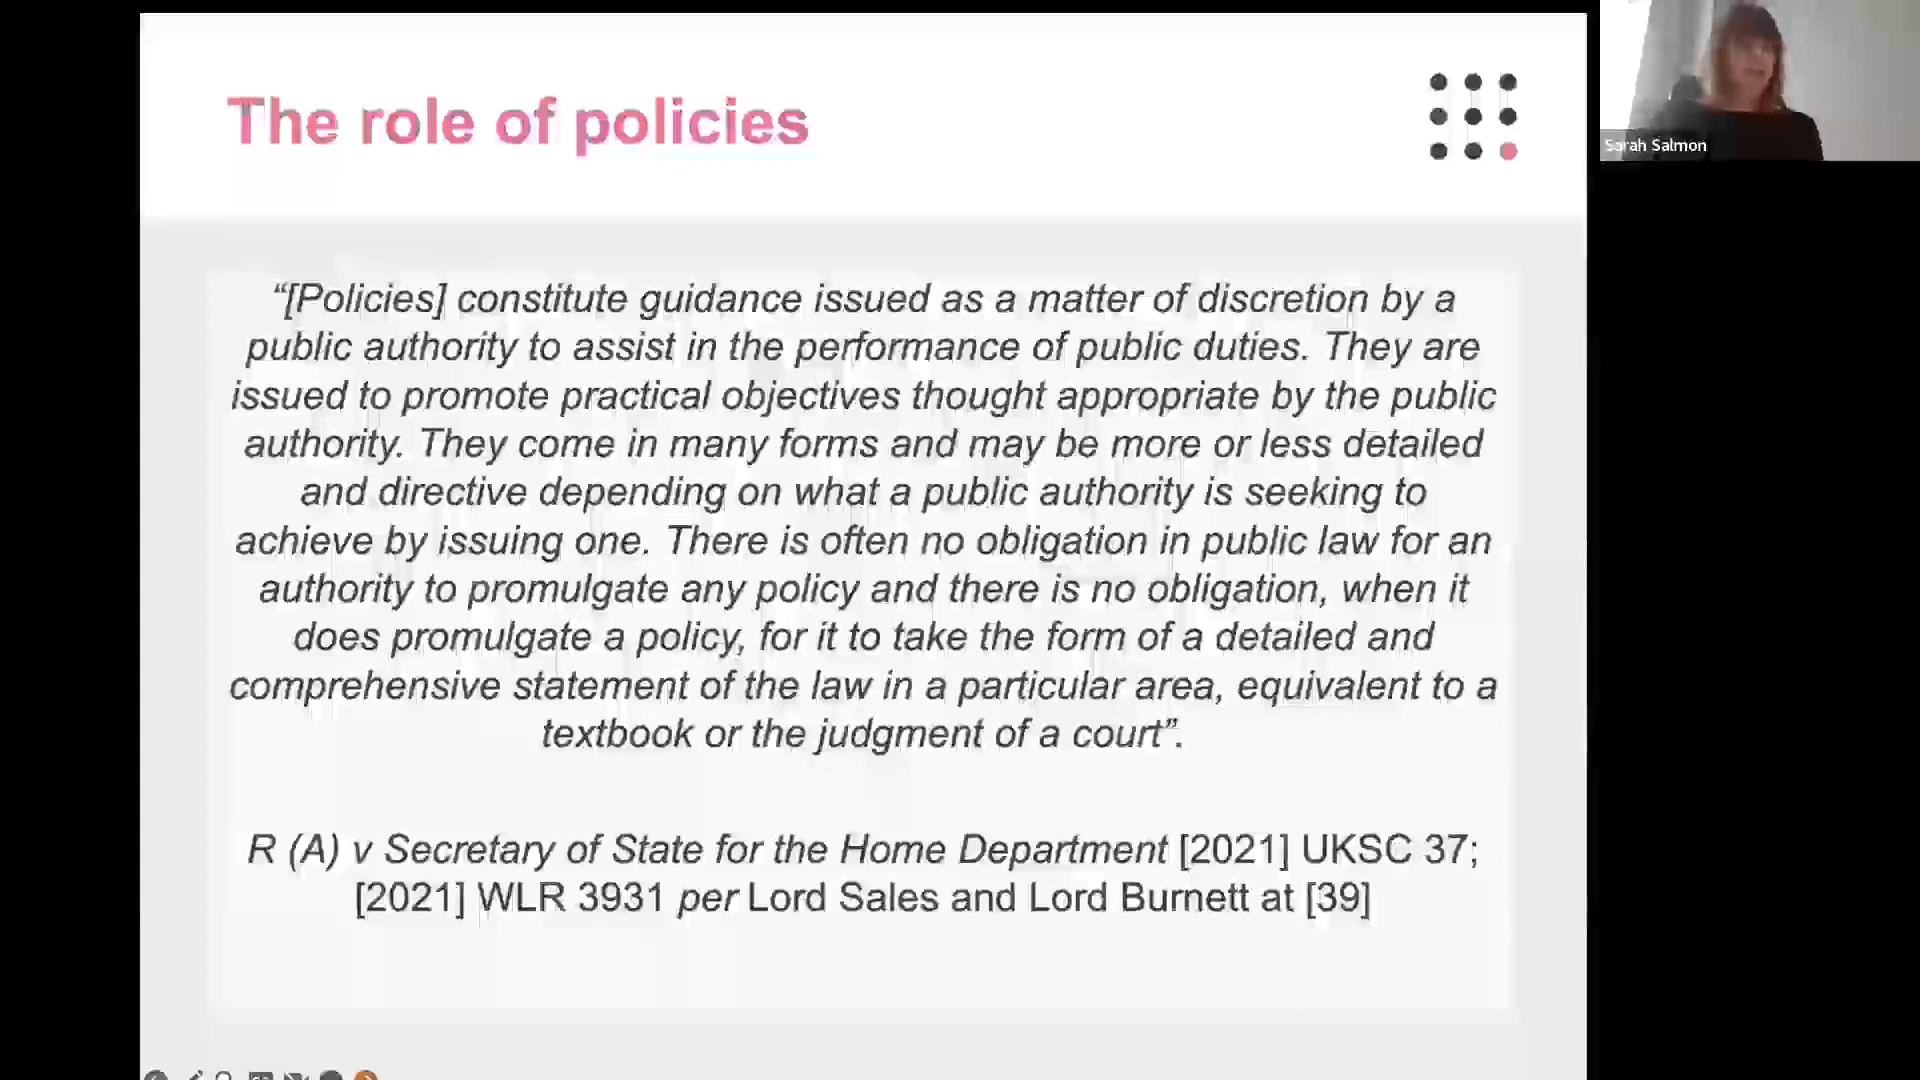 The role of policies
Sarah Salmon
“[Policies] constitute guidance issued as a matter of discretion by a
public authority to assist in the performance of public duties. They are
issued to promote practical objectives thought appropriate by the public
authority. They come in many forms and may be more or less detailed
and directive depending on what a public authority is seeking to
achieve by issuing one. There is often no obligation in public law for an
authority to promulgate any policy and there is no obligation, when it
does promulgate a policy, for it to take the form of a detailed and
comprehensive statement of the law in a particular area, equivalent to a
textbook or the judgment of a court”.
R (A) v Secretary of State for the Home Department [2021] UKSC 37;
[2021] WLR 3931 per Lord Sales and Lord Burnett at [39]